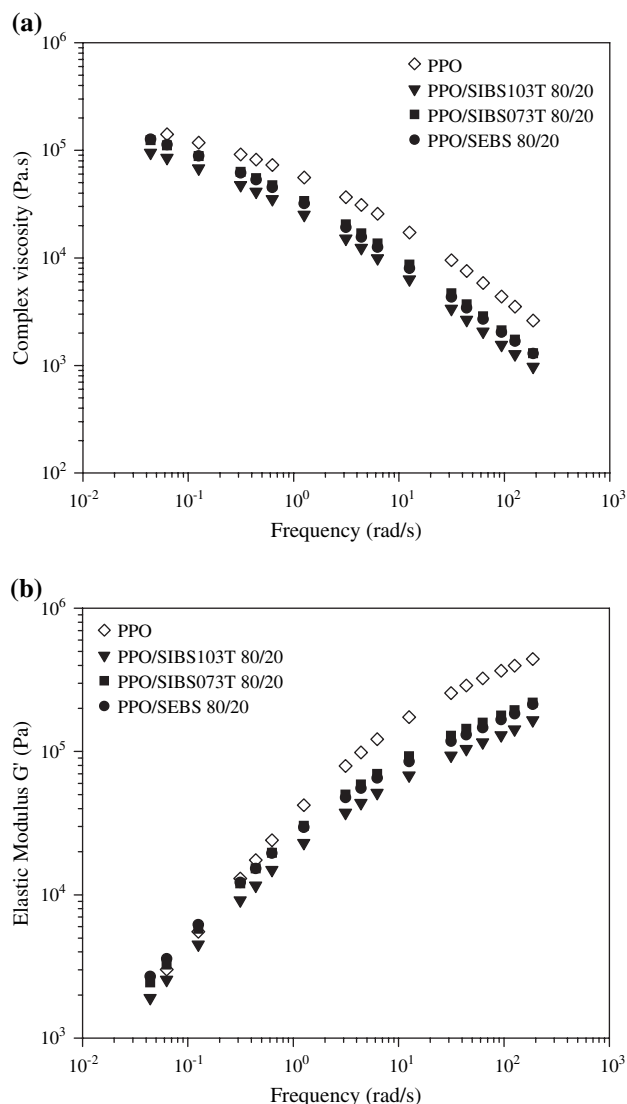 (a)
10^6
10^5
10^4
10^3
10^2
Complex viscosity (Pa.s)
◇ PPO
▼ PPO/SIBS103T 80/20
■ PPO/SIBS073T 80/20
● PPO/SEBS 80/20
10^-2 10^-1 10^0 10^1 10^2 10^3
Frequency (rad/s)
(b)
10^6
10^5
10^4
10^3
Elastic Modulus G' (Pa)
◇ PPO
▼ PPO/SIBS103T 80/20
■ PPO/SIBS073T 80/20
● PPO/SEBS 80/20
10^-2 10^-1 10^0 10^1 10^2 10^3
Frequency (rad/s)